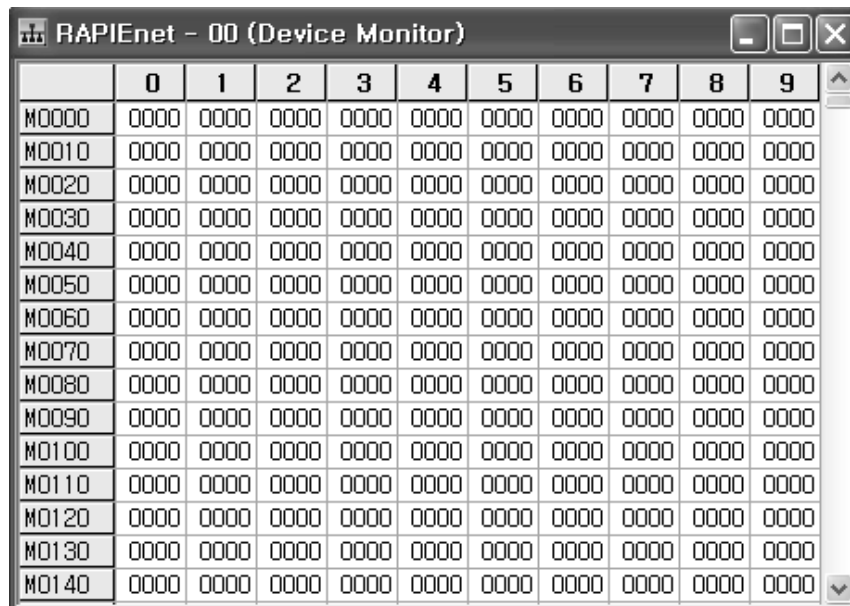 RAPIEnet - 00 (Device Monitor)
0 1 2 3 4 5 6 7 8 9
M0000 0000 0000 0000 0000 0000 0000 0000 0000 0000 0000
M0010 0000 0000 0000 0000 0000 0000 0000 0000 0000 0000
M0020 0000 0000 0000 0000 0000 0000 0000 0000 0000 0000
M0030 0000 0000 0000 0000 0000 0000 0000 0000 0000 0000
M0040 0000 0000 0000 0000 0000 0000 0000 0000 0000 0000
M0050 0000 0000 0000 0000 0000 0000 0000 0000 0000 0000
M0060 0000 0000 0000 0000 0000 0000 0000 0000 0000 0000
M0070 0000 0000 0000 0000 0000 0000 0000 0000 0000 0000
M0080 0000 0000 0000 0000 0000 0000 0000 0000 0000 0000
M0090 0000 0000 0000 0000 0000 0000 0000 0000 0000 0000
M0100 0000 0000 0000 0000 0000 0000 0000 0000 0000 0000
M0110 0000 0000 0000 0000 0000 0000 0000 0000 0000 0000
M0120 0000 0000 0000 0000 0000 0000 0000 0000 0000 0000
M0130 0000 0000 0000 0000 0000 0000 0000 0000 0000 0000
M0140 0000 0000 0000 0000 0000 0000 0000 0000 0000 0000